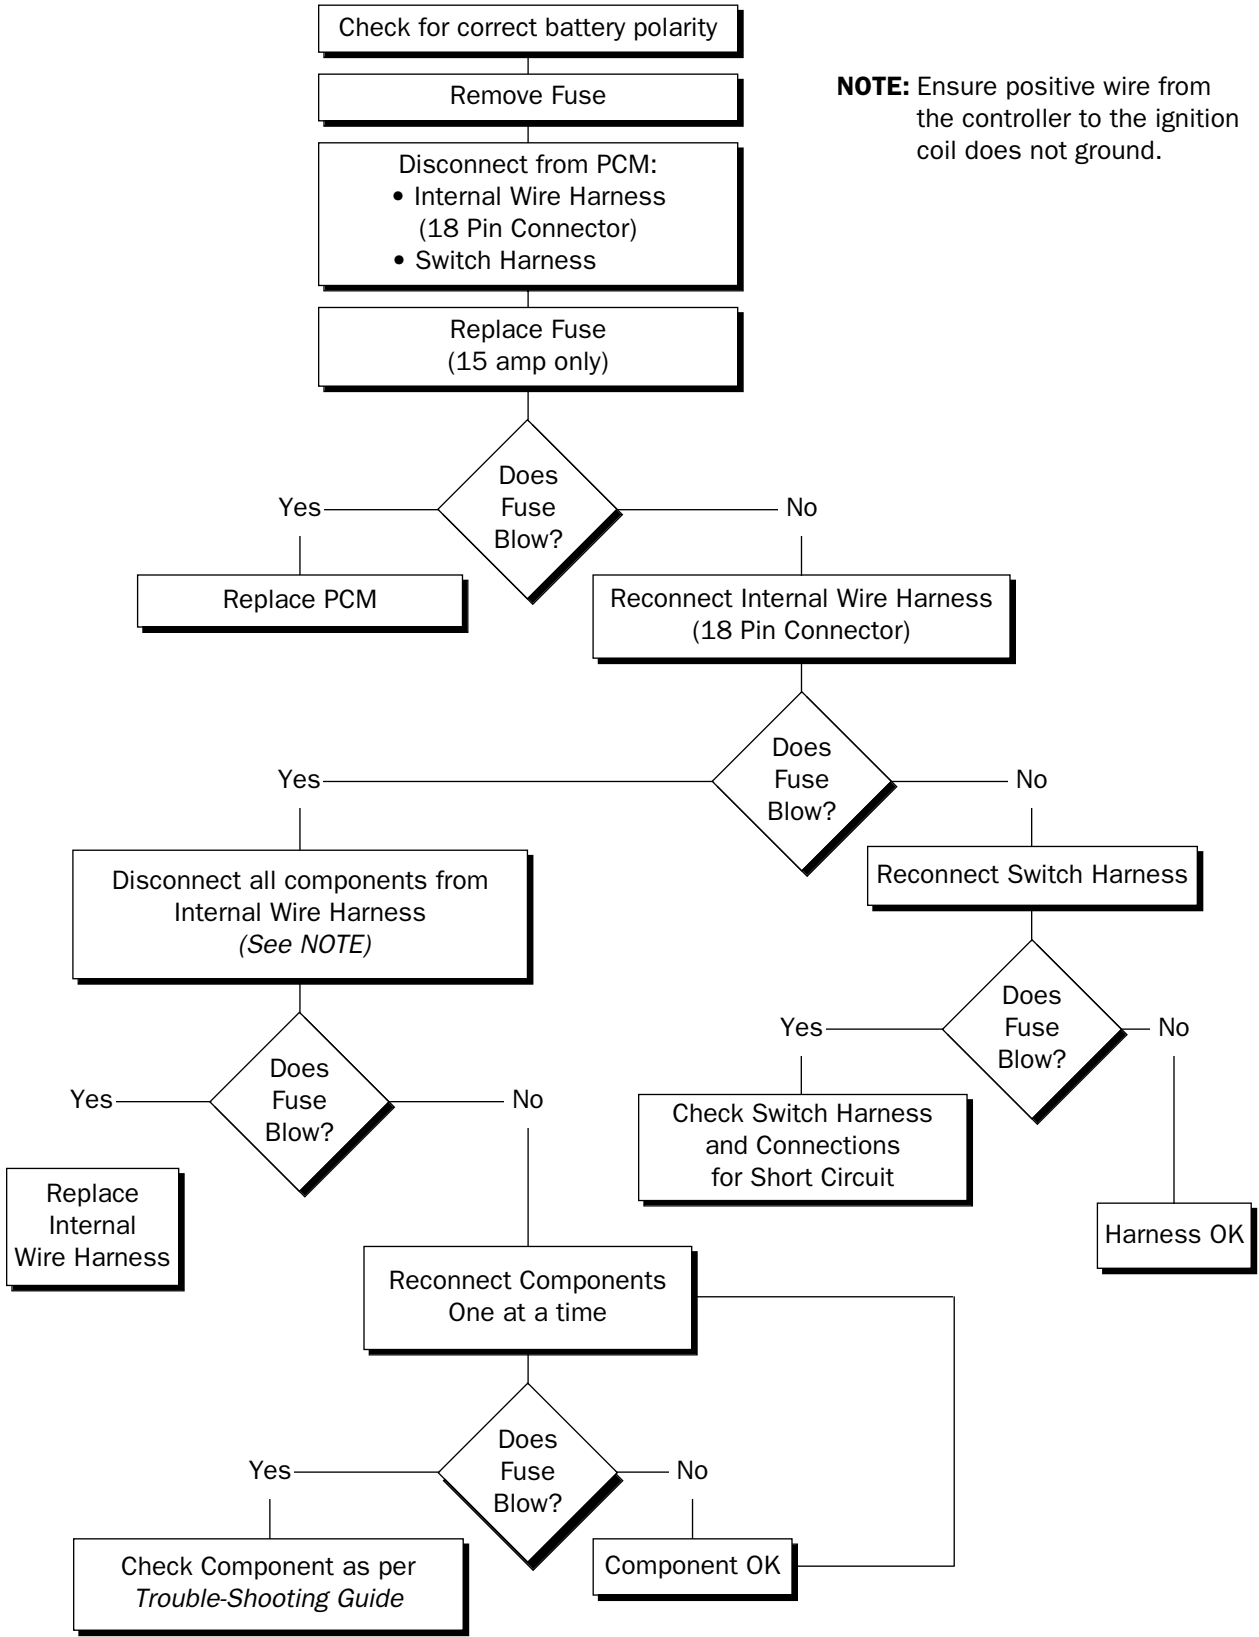 Check for correct battery polarity
Remove Fuse
NOTE: Ensure positive wire from
the controller to the ignition
coil does not ground.
Disconnect from PCM:
• Internal Wire Harness
(18 Pin Connector)
• Switch Harness
Replace Fuse
(15 amp only)
Does
Fuse
Blow?
Yes
No
Replace PCM
Reconnect Internal Wire Harness
(18 Pin Connector)
Does
Fuse
Blow?
Yes
No
Disconnect all components from
Internal Wire Harness
(See NOTE)
Reconnect Switch Harness
Does
Fuse
Blow?
Yes
No
Does
Fuse
Blow?
Yes
No
Check Switch Harness
and Connections
for Short Circuit
Replace
Internal
Wire Harness
Harness OK
Reconnect Components
One at a time
Does
Fuse
Blow?
Yes
No
Check Component as per
Trouble-Shooting Guide
Component OK